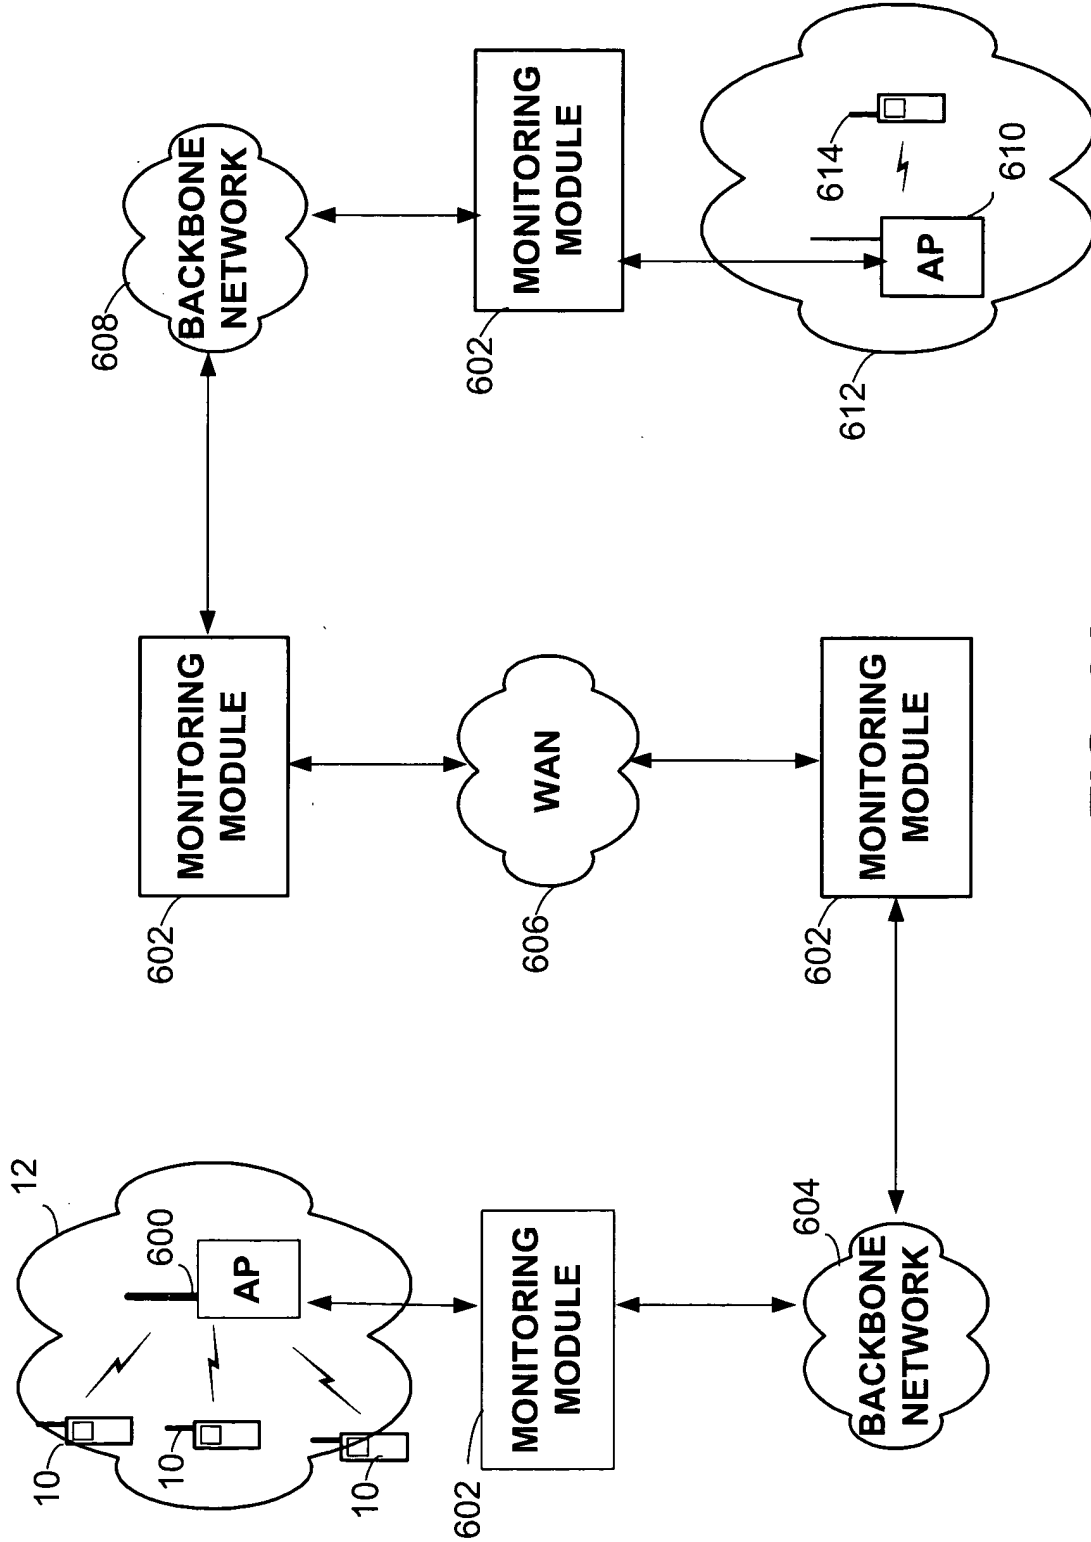 12
10
10
10
600
AP
602
MONITORING
MODULE
604
BACKBONE
NETWORK
602
MONITORING
MODULE
606
WAN
602
MONITORING
MODULE
608
BACKBONE
NETWORK
602
MONITORING
MODULE
612
614
AP
610